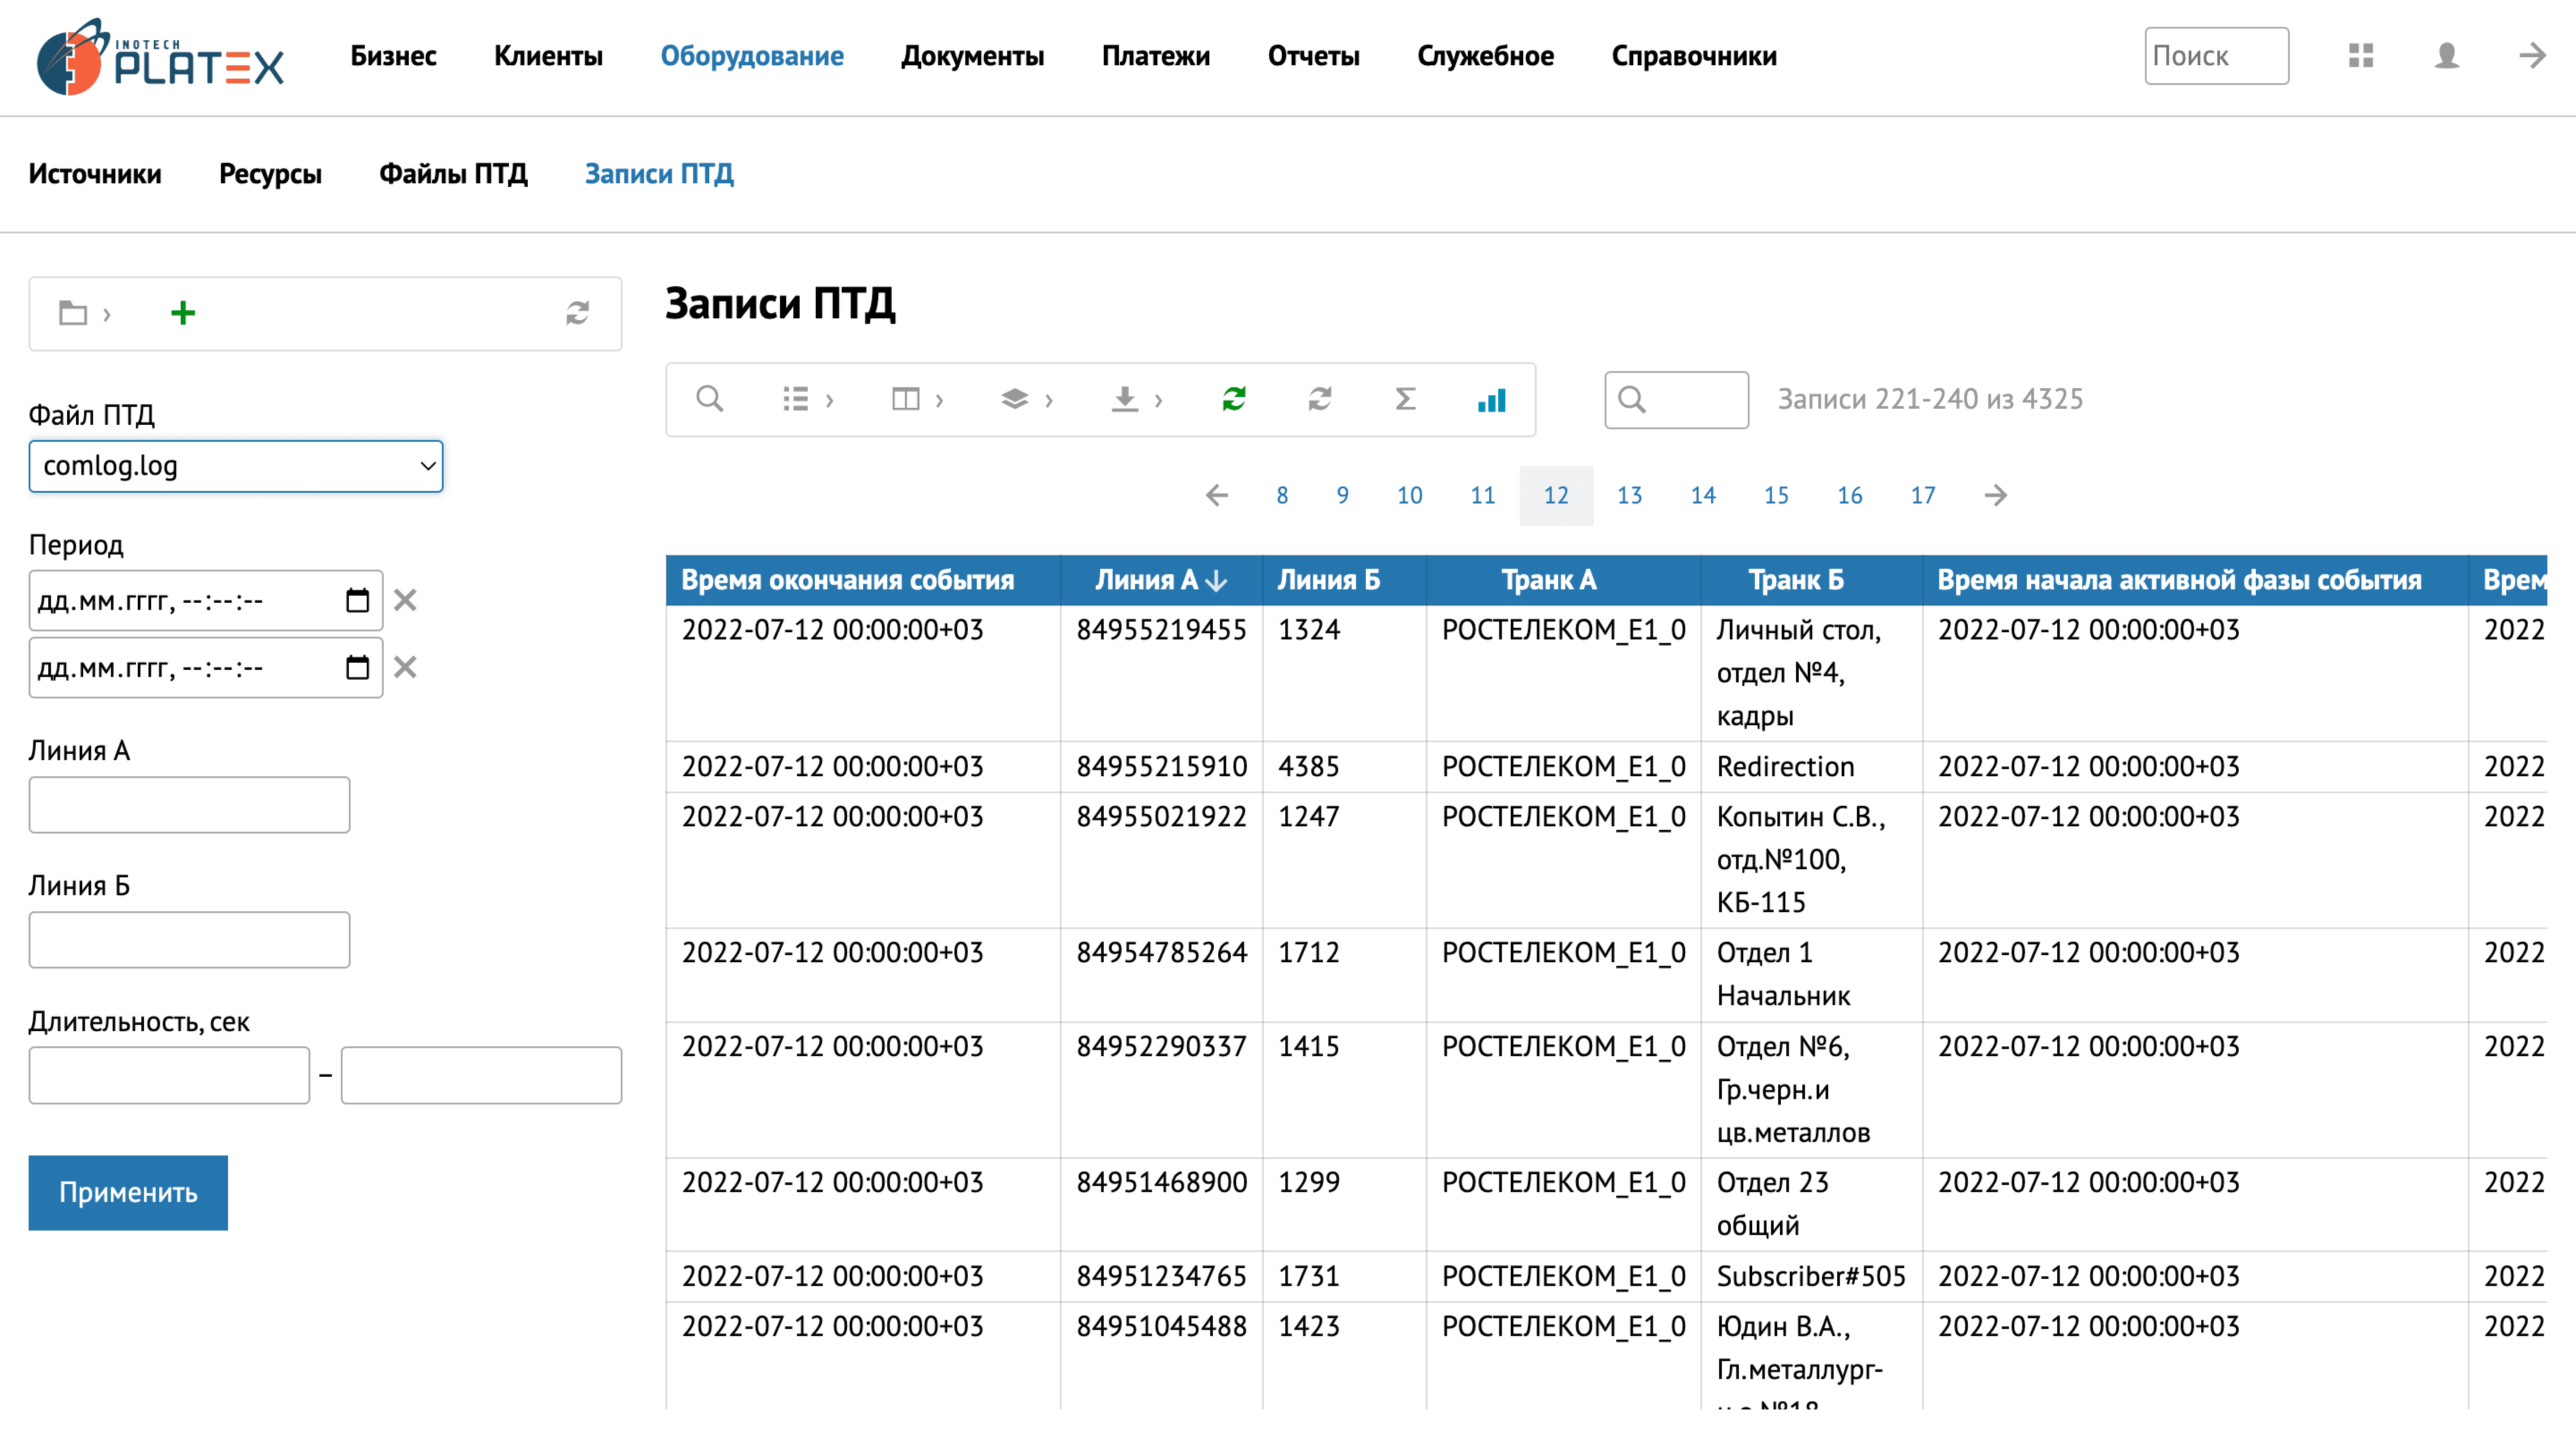 INOTECH
PLATEX
Бизнес Клиенты Оборудование Документы Платежи Отчеты Служебное Справочники Поиск
Источники Ресурсы Файлы ПТД Записи ПТД
Файл ПТД
comlog.log
Период
дд.мм.гггг, --:--:--
дд.мм.гггг, --:--:--
Линия А
Линия Б
Длительность, сек
–
Применить
Записи ПТД
Записи 221-240 из 4325
8 9 10 11 12 13 14 15 16 17
Время окончания события Линия А Линия Б Транк А Транк Б Время начала активной фазы события Врем
2022-07-12 00:00:00+03 84955219455 1324 РОСТЕЛЕКОМ_E1_0 Личный стол, 2022-07-12 00:00:00+03 2022
отдел №4,
кадры
2022-07-12 00:00:00+03 84955215910 4385 РОСТЕЛЕКОМ_E1_0 Redirection 2022-07-12 00:00:00+03 2022
2022-07-12 00:00:00+03 84955021922 1247 РОСТЕЛЕКОМ_E1_0 Копытин С.В., 2022-07-12 00:00:00+03 2022
отд.№100,
КБ-115
2022-07-12 00:00:00+03 84954785264 1712 РОСТЕЛЕКОМ_E1_0 Отдел 1 2022-07-12 00:00:00+03 2022
Начальник
2022-07-12 00:00:00+03 84952290337 1415 РОСТЕЛЕКОМ_E1_0 Отдел №6, 2022-07-12 00:00:00+03 2022
Гр.черн.и
цв.металлов
2022-07-12 00:00:00+03 84951468900 1299 РОСТЕЛЕКОМ_E1_0 Отдел 23 2022-07-12 00:00:00+03 2022
общий
2022-07-12 00:00:00+03 84951234765 1731 РОСТЕЛЕКОМ_E1_0 Subscriber#505 2022-07-12 00:00:00+03 2022
2022-07-12 00:00:00+03 84951045488 1423 РОСТЕЛЕКОМ_E1_0 Юдин В.А., 2022-07-12 00:00:00+03 2022
Гл.металлург-
№18